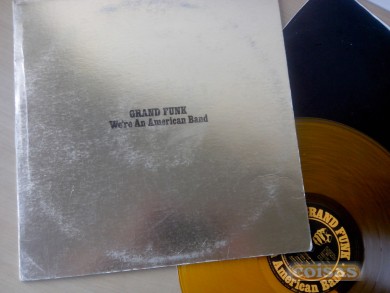 GRAND FUNK
We're An American Band
GRAND FUNK
American Band
coisas